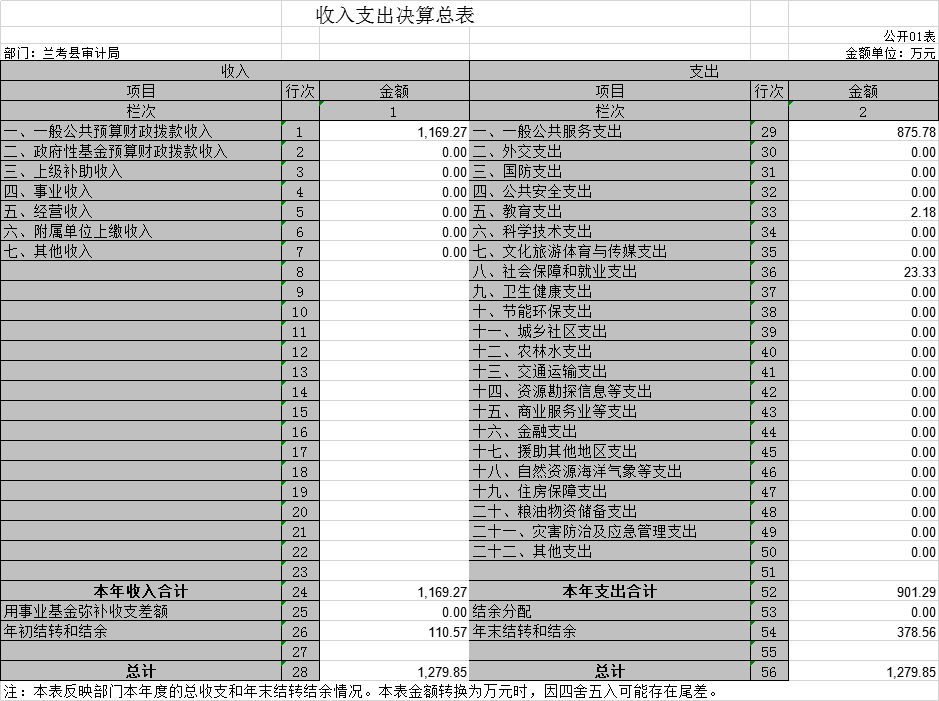 收入支出决算总表
公开01表
部门：兰考县审计局 金额单位：万元
收入 支出
项目 行次 金额 项目 行次 金额
栏次 1 栏次 2
一、一般公共预算财政拨款收入 1 1,169.27 一、一般公共服务支出 29 875.78
二、政府性基金预算财政拨款收入 2 0.00 二、外交支出 30 0.00
三、上级补助收入 3 0.00 三、国防支出 31 0.00
四、事业收入 4 0.00 四、公共安全支出 32 0.00
五、经营收入 5 0.00 五、教育支出 33 2.18
六、附属单位上缴收入 6 0.00 六、科学技术支出 34 0.00
七、其他收入 7 0.00 七、文化旅游体育与传媒支出 35 0.00
8 八、社会保障和就业支出 36 23.33
9 九、卫生健康支出 37 0.00
10 十、节能环保支出 38 0.00
11 十一、城乡社区支出 39 0.00
12 十二、农林水支出 40 0.00
13 十三、交通运输支出 41 0.00
14 十四、资源勘探信息等支出 42 0.00
15 十五、商业服务业等支出 43 0.00
16 十六、金融支出 44 0.00
17 十七、援助其他地区支出 45 0.00
18 十八、自然资源海洋气象等支出 46 0.00
19 十九、住房保障支出 47 0.00
20 二十、粮油物资储备支出 48 0.00
21 二十一、灾害防治及应急管理支出 49 0.00
22 二十二、其他支出 50 0.00
23 51
本年收入合计 24 1,169.27 本年支出合计 52 901.29
用事业基金弥补收支差额 25 0.00 结余分配 53 0.00
年初结转和结余 26 110.57 年末结转和结余 54 378.56
27 55
总计 28 1,279.85 总计 56 1,279.85
注：本表反映部门本年度的总收支和年末结转结余情况。本表金额转换为万元时，因四舍五入可能存在尾差。